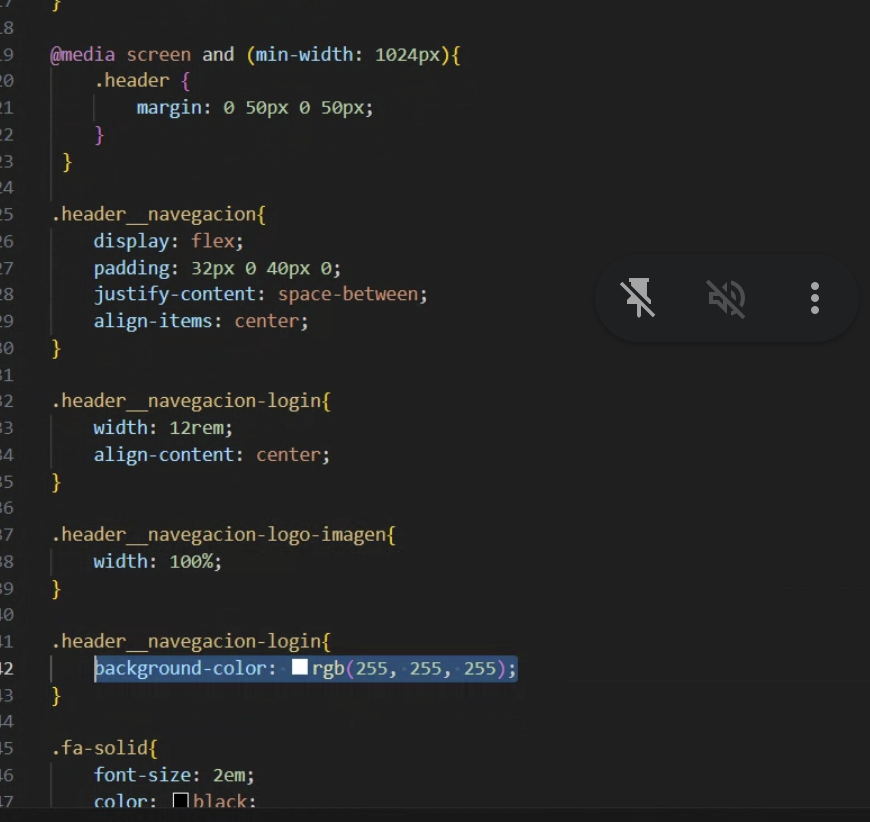 17 }
8
9 @media screen and (min-width: 1024px){
20 .header {
21 margin: 0 50px 0 50px;
22 }
23 }
24
25 .header__navegacion{
26 display: flex;
27 padding: 32px 0 40px 0;
28 justify-content: space-between;
29 align-items: center;
30 }
31
32 .header__navegacion-login{
33 width: 12rem;
34 align-content: center;
35 }
36
37 .header__navegacion-logo-imagen{
38 width: 100%;
39 }
40
41 .header__navegacion-login{
42 background-color: rgb(255, 255, 255);
43 }
44
45 .fa-solid{
46 font-size: 2em;
47 color: black;